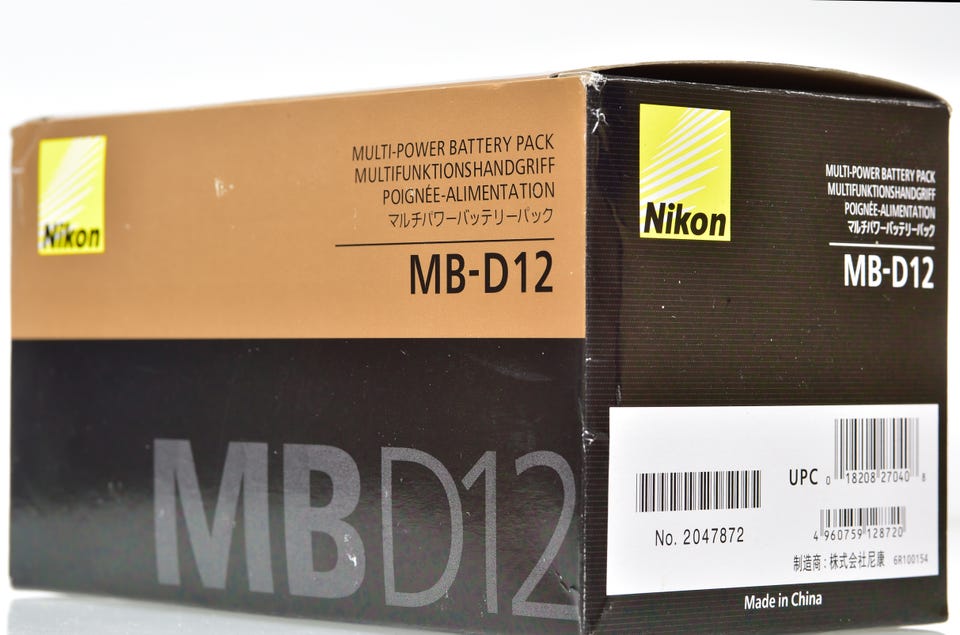 Nikon
MULTI-POWER BATTERY PACK
MULTIFUNKTIONSHANDGRIFF
POIGNÉE-ALIMENTATION
マルチパワーバッテリーパック
MB-D12
MBD12
Nikon
MULTI-POWER BATTERY PACK
MULTIFUNKTIONSHANDGRIFF
POIGNÉE-ALIMENTATION
マルチパワーバッテリーパック
MB-D12
No. 2047872
UPC 0 18208 27040 8
4 960759 128720
制造商：株式会社尼康 6R100154
Made in China